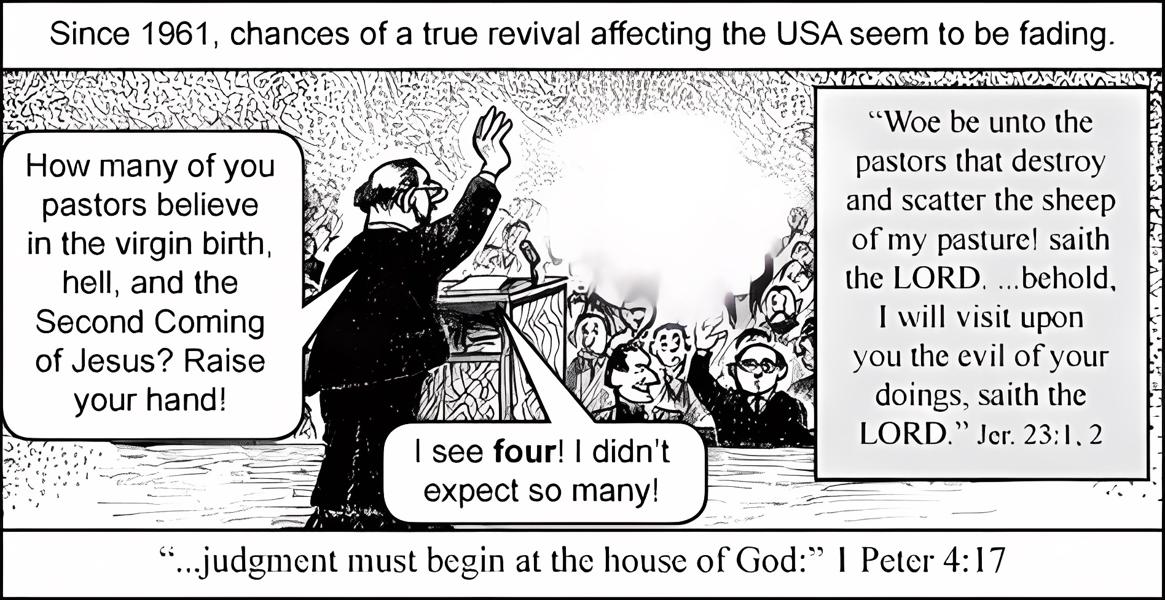 Since 1961, chances of a true revival affecting the USA seem to be fading.
How many of you
pastors believe
in the virgin birth,
hell, and the
Second Coming
of Jesus? Raise
your hand!
I see four! I didn't
expect so many!
“Woe be unto the
pastors that destroy
and scatter the sheep
of my pasture! saith
the LORD. ...behold,
I will visit upon
you the evil of your
doings, saith the
LORD.” Jer. 23:1, 2
“...judgment must begin at the house of God:” 1 Peter 4:17